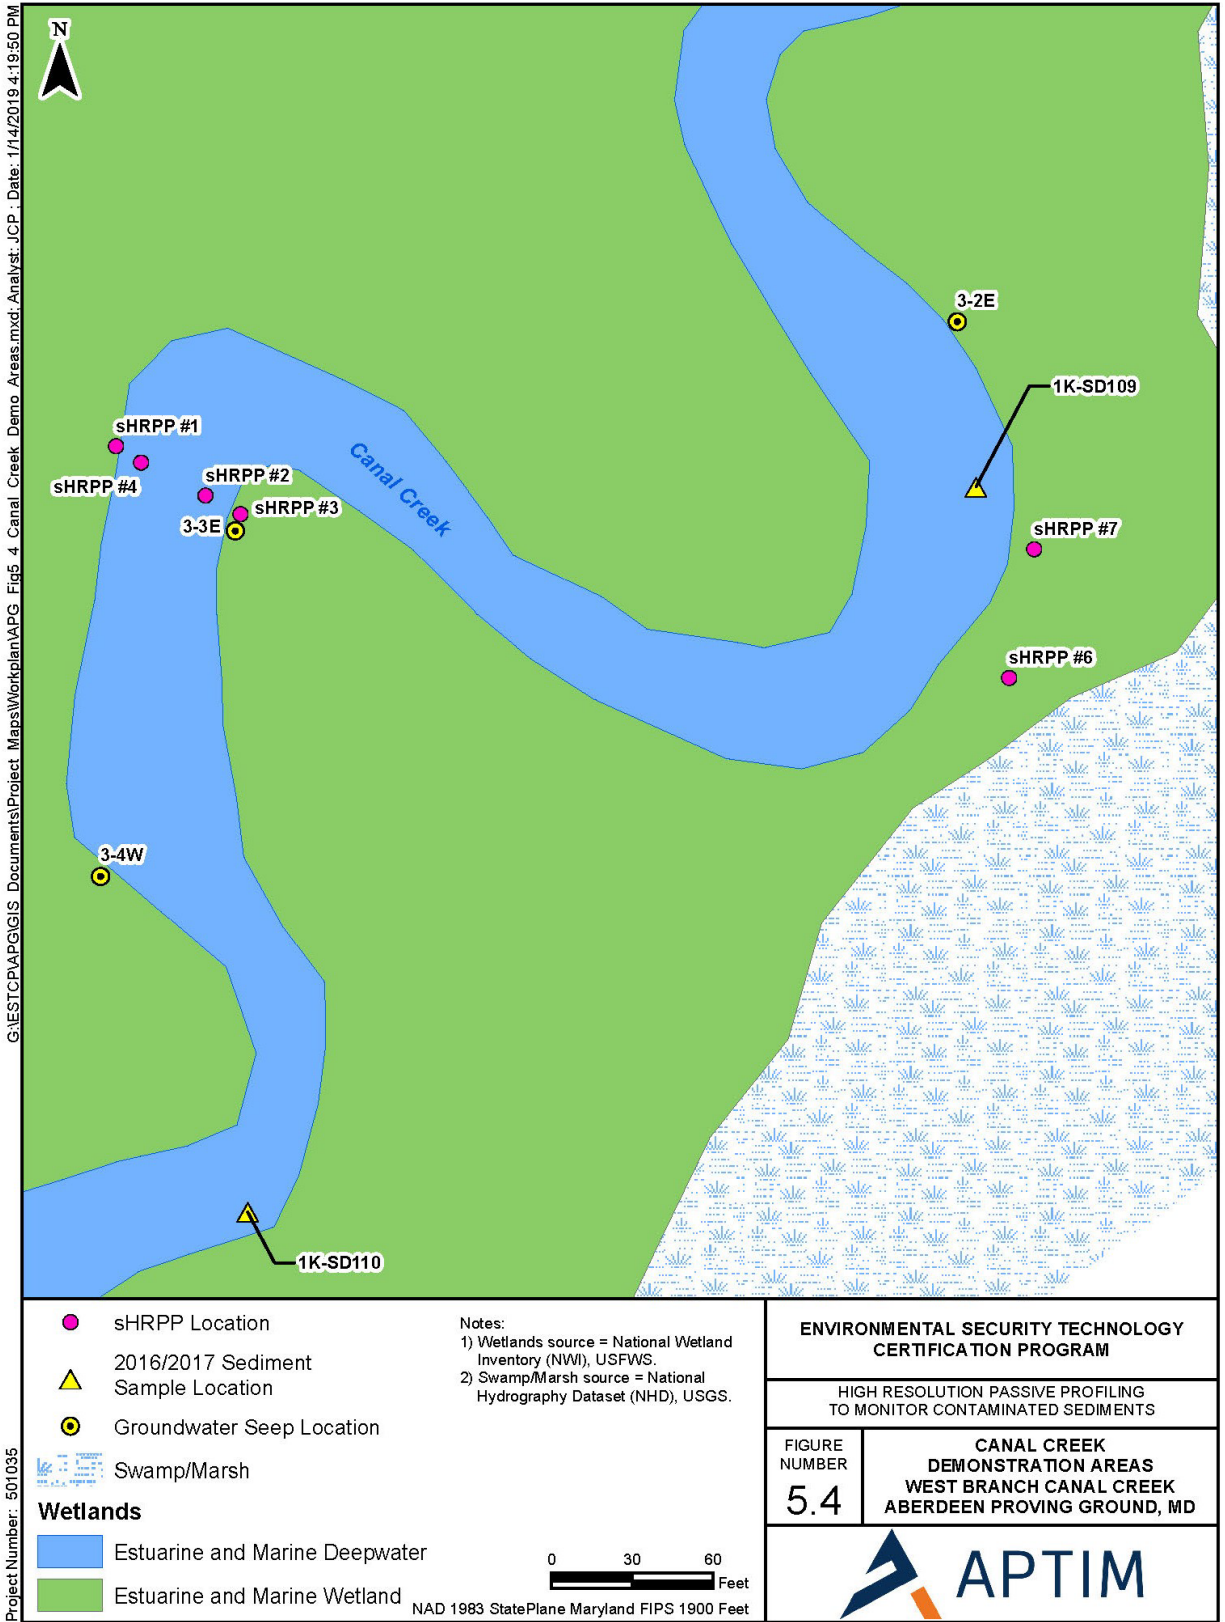 G:\ESTCP\APG\GIS Documents\Project Maps\Workplan\APG Fig5 4 Canal Creek Demo Areas.mxd; Analyst: JCP ; Date: 1/14/2019 4:19:50 PM
N
3-2E
1K-SD109
sHRPP #1
sHRPP #4
sHRPP #2
sHRPP #3
3-3E
Canal Creek
sHRPP #7
sHRPP #6
3-4W
1K-SD110
Project Number: 501035
sHRPP Location
2016/2017 Sediment
Sample Location
Groundwater Seep Location
Swamp/Marsh
Wetlands
Estuarine and Marine Deepwater
Estuarine and Marine Wetland
Notes:
1) Wetlands source = National Wetland
Inventory (NWI), USFWS.
2) Swamp/Marsh source = National
Hydrography Dataset (NHD), USGS.
0 30 60
Feet
NAD 1983 StatePlane Maryland FIPS 1900 Feet
ENVIRONMENTAL SECURITY TECHNOLOGY
CERTIFICATION PROGRAM
HIGH RESOLUTION PASSIVE PROFILING
TO MONITOR CONTAMINATED SEDIMENTS
FIGURE
NUMBER
5.4
CANAL CREEK
DEMONSTRATION AREAS
WEST BRANCH CANAL CREEK
ABERDEEN PROVING GROUND, MD
APTIM